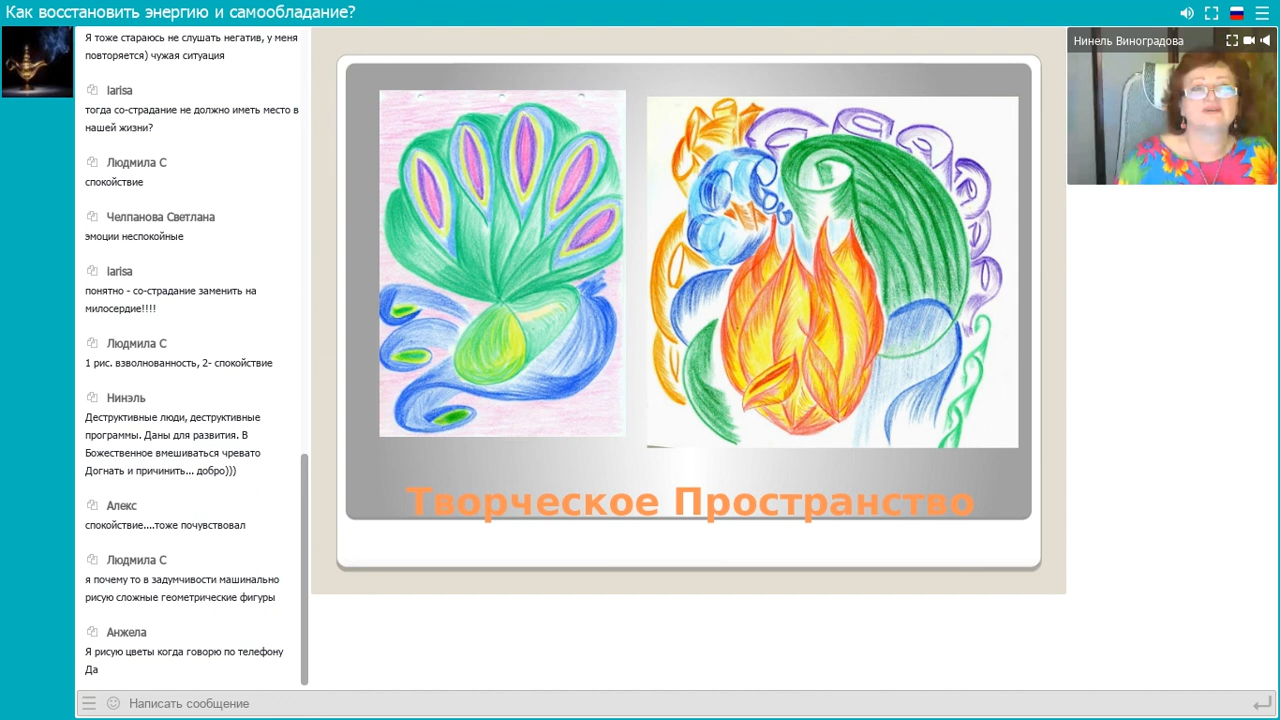 Как восстановить энергию и самообладание?
Я тоже стараюсь не слушать негатив, у меня
повторяется) чужая ситуация
larisa
тогда со-страдание не должно иметь место в
нашей жизни?
Людмила С
спокойствие
Челпанова Светлана
эмоции неспокойные
larisa
понятно - со-страдание заменить на
милосердие!!!!
Людмила С
1 рис. взволнованность, 2- спокойствие
Нинэль
Деструктивные люди, деструктивные
программы. Даны для развития. В
Божественное вмешиваться чревато
Догнать и причинить... добро)))
Алекс
спокойствие....тоже почувствовал
Людмила С
я почему то в задумчивости машинально
рисую сложные геометрические фигуры
Анжела
Я рисую цветы когда говорю по телефону
Да
Написать сообщение
Творческое Пространство
Нинель Виноградова